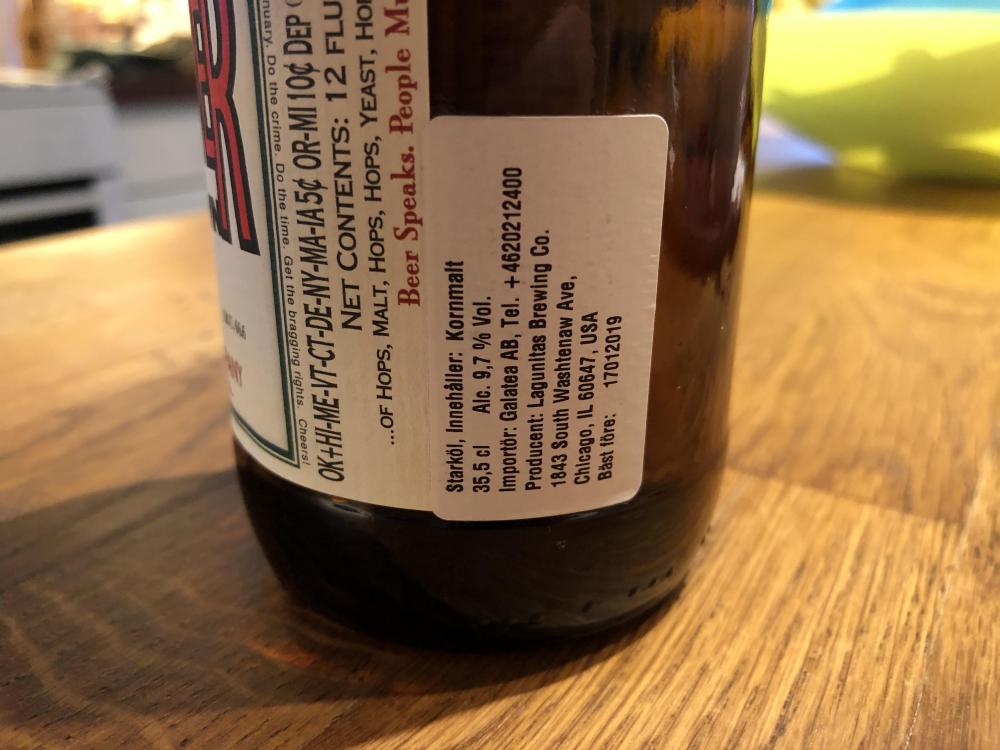 nuary. Do the crime. Do the time. Get the bragging rights. Cheers!
OK+HI-ME-VT-CT-DE-NY-MA-IA 5¢ OR-MI 10¢ DEP
NET CONTENTS: 12 FLU
...OF HOPS, MALT, HOPS, HOPS, YEAST, HOP
Beer Speaks. People Mu
Starköl, Innehåller: Kornmalt
35,5 cl Alc. 9,7 % Vol.
Importör: Galatea AB, Tel. +4620212400
Producent: Lagunitas Brewing Co.
1843 South Washtenaw Ave,
Chicago, IL 60647, USA
Bäst före: 17012019